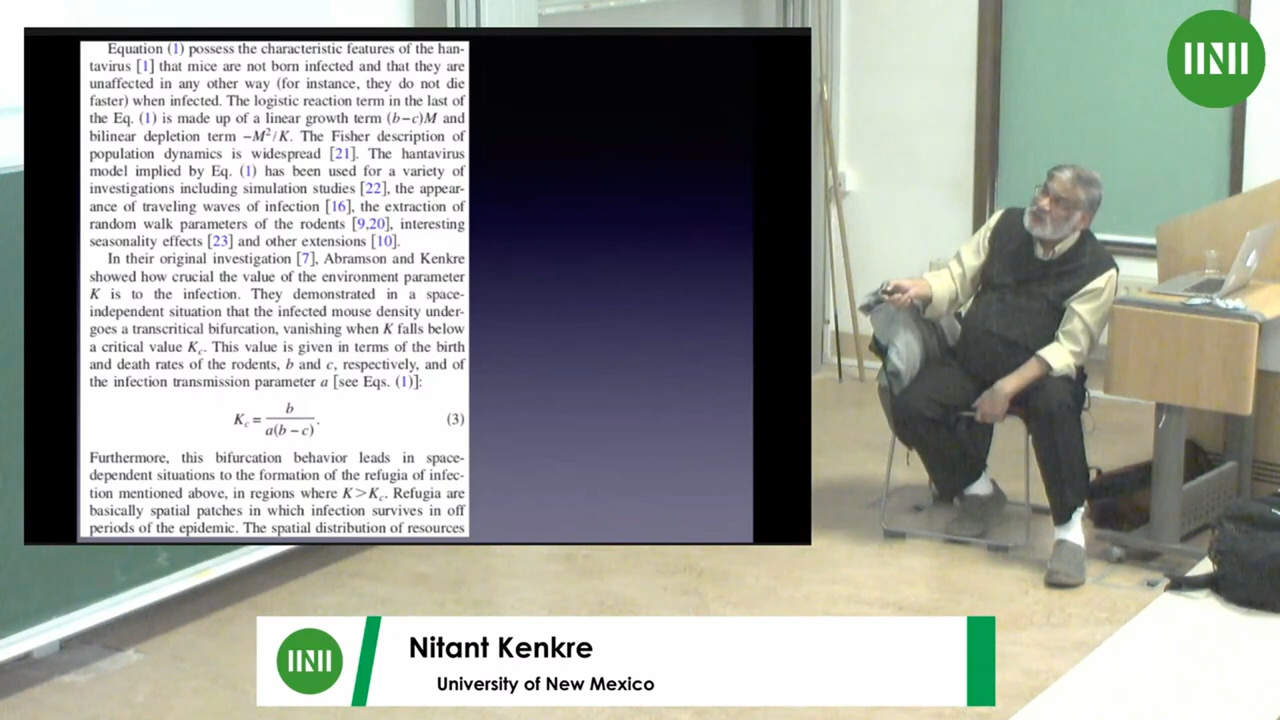 Equation (1) possess the characteristic features of the han-
tavirus [1] that mice are not born infected and that they are
unaffected in any other way (for instance, they do not die
faster) when infected. The logistic reaction term in the last of
the Eq. (1) is made up of a linear growth term (b−c)M and
bilinear depletion term −M²/K. The Fisher description of
population dynamics is widespread [21]. The hantavirus
model implied by Eq. (1) has been used for a variety of
investigations including simulation studies [22], the appear-
ance of traveling waves of infection [16], the extraction of
random walk parameters of the rodents [9,20], interesting
seasonality effects [23] and other extensions [10].
In their original investigation [7], Abramson and Kenkre
showed how crucial the value of the environment parameter
K is to the infection. They demonstrated in a space-
independent situation that the infected mouse density under-
goes a transcritical bifurcation, vanishing when K falls below
a critical value K_c. This value is given in terms of the birth
and death rates of the rodents, b and c, respectively, and of
the infection transmission parameter a [see Eqs. (1)]:
K_c = b / a(b − c). (3)
Furthermore, this bifurcation behavior leads in space-
dependent situations to the formation of the refugia of infec-
tion mentioned above, in regions where K>K_c. Refugia are
basically spatial patches in which infection survives in off
periods of the epidemic. The spatial distribution of resources
Nitant Kenkre
University of New Mexico